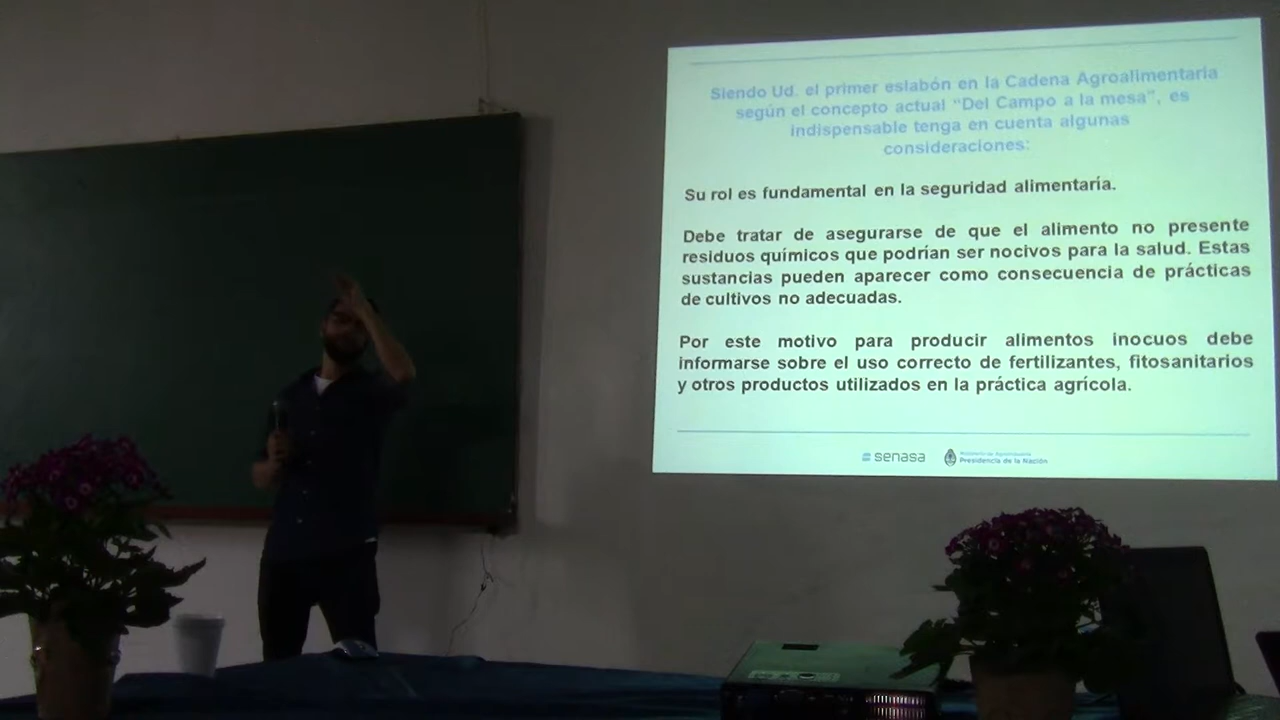 Siendo Ud. el primer eslabón en la Cadena Agroalimentaria
según el concepto actual “Del Campo a la mesa”, es
indispensable tenga en cuenta algunas
consideraciones:
Su rol es fundamental en la seguridad alimentaría.
Debe tratar de asegurarse de que el alimento no presente
residuos químicos que podrían ser nocivos para la salud. Estas
sustancias pueden aparecer como consecuencia de prácticas
de cultivos no adecuadas.
Por este motivo para producir alimentos inocuos debe
informarse sobre el uso correcto de fertilizantes, fitosanitarios
y otros productos utilizados en la práctica agrícola.
senasa
Ministerio de Agroindustria
Presidencia de la Nación